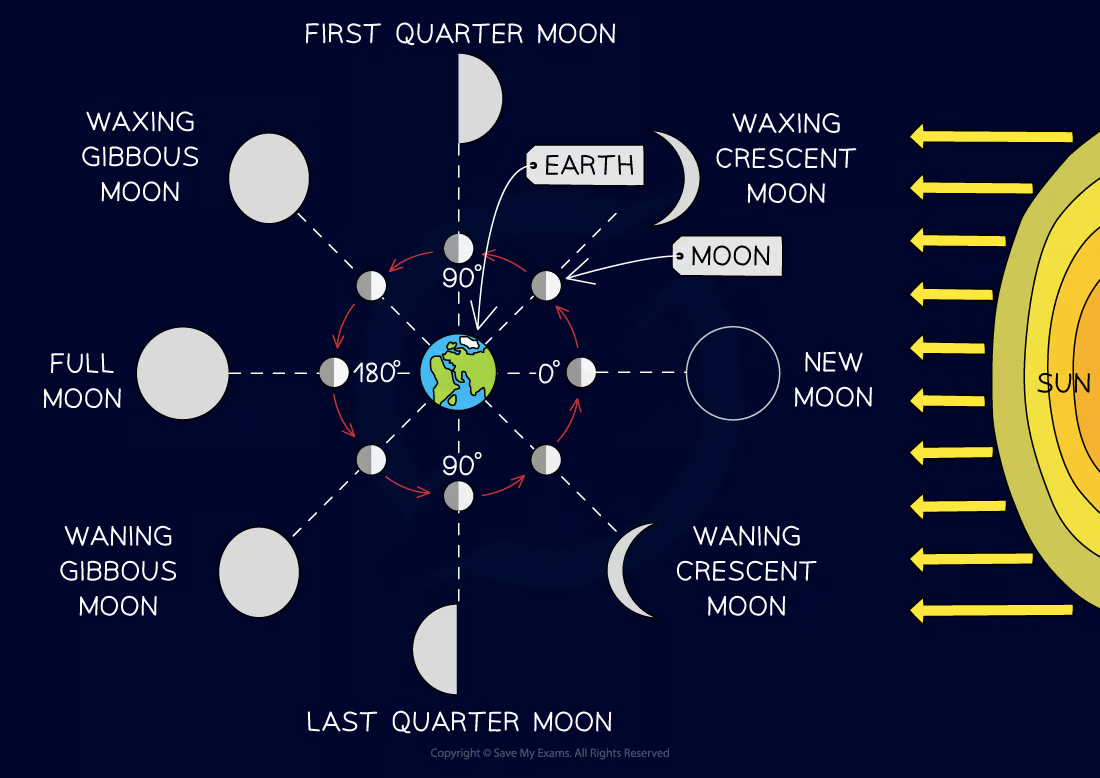 FIRST QUARTER MOON
WAXING
GIBBOUS
MOON
EARTH
WAXING
CRESCENT
MOON
MOON
90°
FULL
MOON
180°
0°
NEW
MOON
SUN
90°
WANING
GIBBOUS
MOON
WANING
CRESCENT
MOON
LAST QUARTER MOON
Copyright © Save My Exams. All Rights Reserved